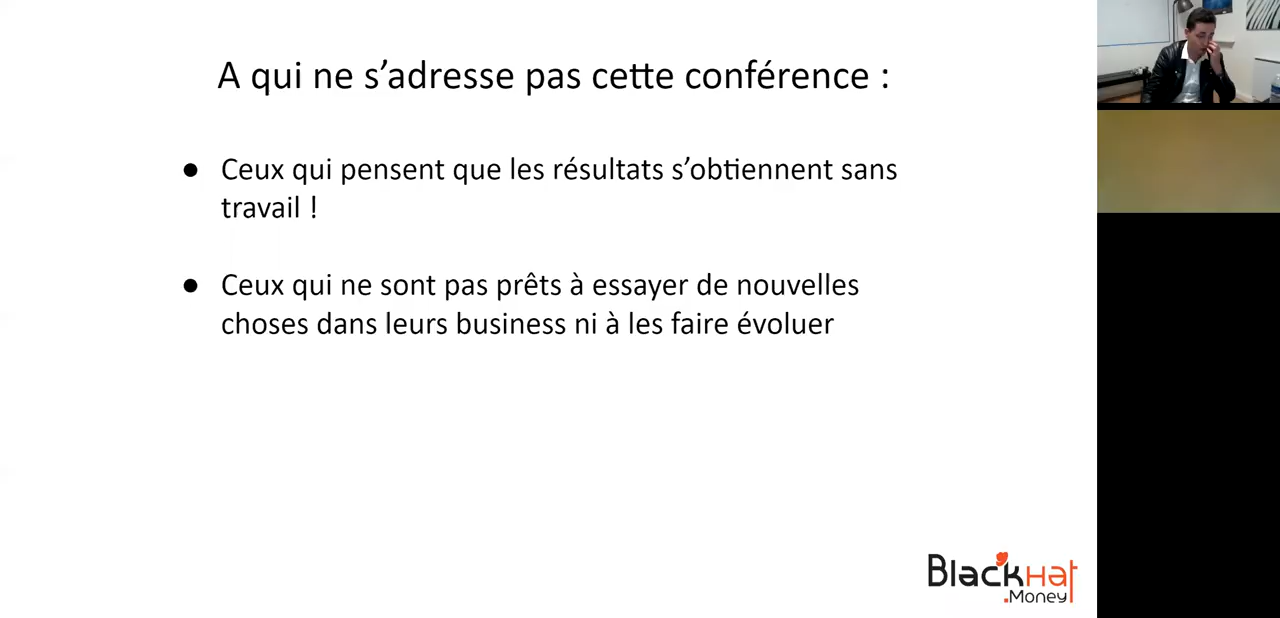 A qui ne s’adresse pas cette conférence :
● Ceux qui pensent que les résultats s’obtiennent sans
travail !
● Ceux qui ne sont pas prêts à essayer de nouvelles
choses dans leurs business ni à les faire évoluer
BlackHat
.Money